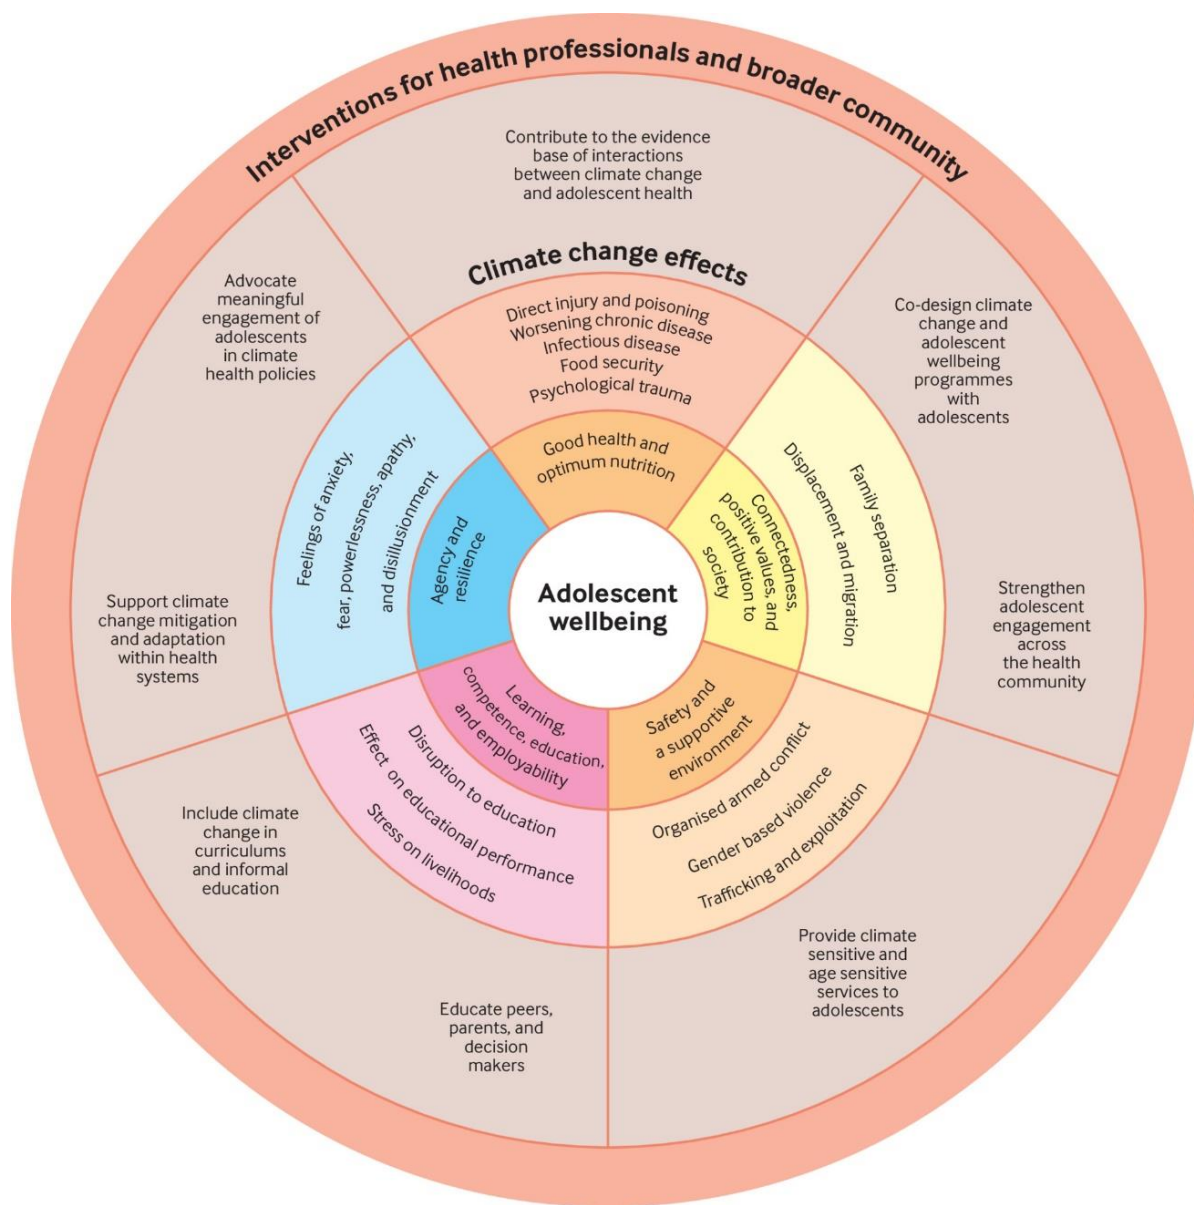 Interventions for health professionals and broader community
Contribute to the evidence
base of interactions
between climate change
and adolescent health
Advocate
meaningful
engagement of
adolescents
in climate
health policies
Climate change effects
Co-design climate
change and
adolescent
wellbeing
programmes
with
adolescents
Direct injury and poisoning
Worsening chronic disease
Infectious disease
Food security
Psychological trauma
Good health and
optimum nutrition
Feelings of anxiety,
fear, powerlessness, apathy,
and disillusionment
Agency and
resilience
Adolescent
wellbeing
Connectedness,
positive values, and
contribution to
society
Family separation
Displacement and migration
Support climate
change mitigation
and adaptation
within health
systems
Strengthen
adolescent
engagement
across
the health
community
Learning,
competence, education,
and employability
Disruption to education
Effect on educational performance
Stress on livelihoods
Safety and
a supportive
environment
Organised armed conflict
Gender based violence
Trafficking and exploitation
Include climate
change in
curriculums
and informal
education
Educate peers,
parents, and
decision
makers
Provide climate
sensitive and
age sensitive
services to
adolescents